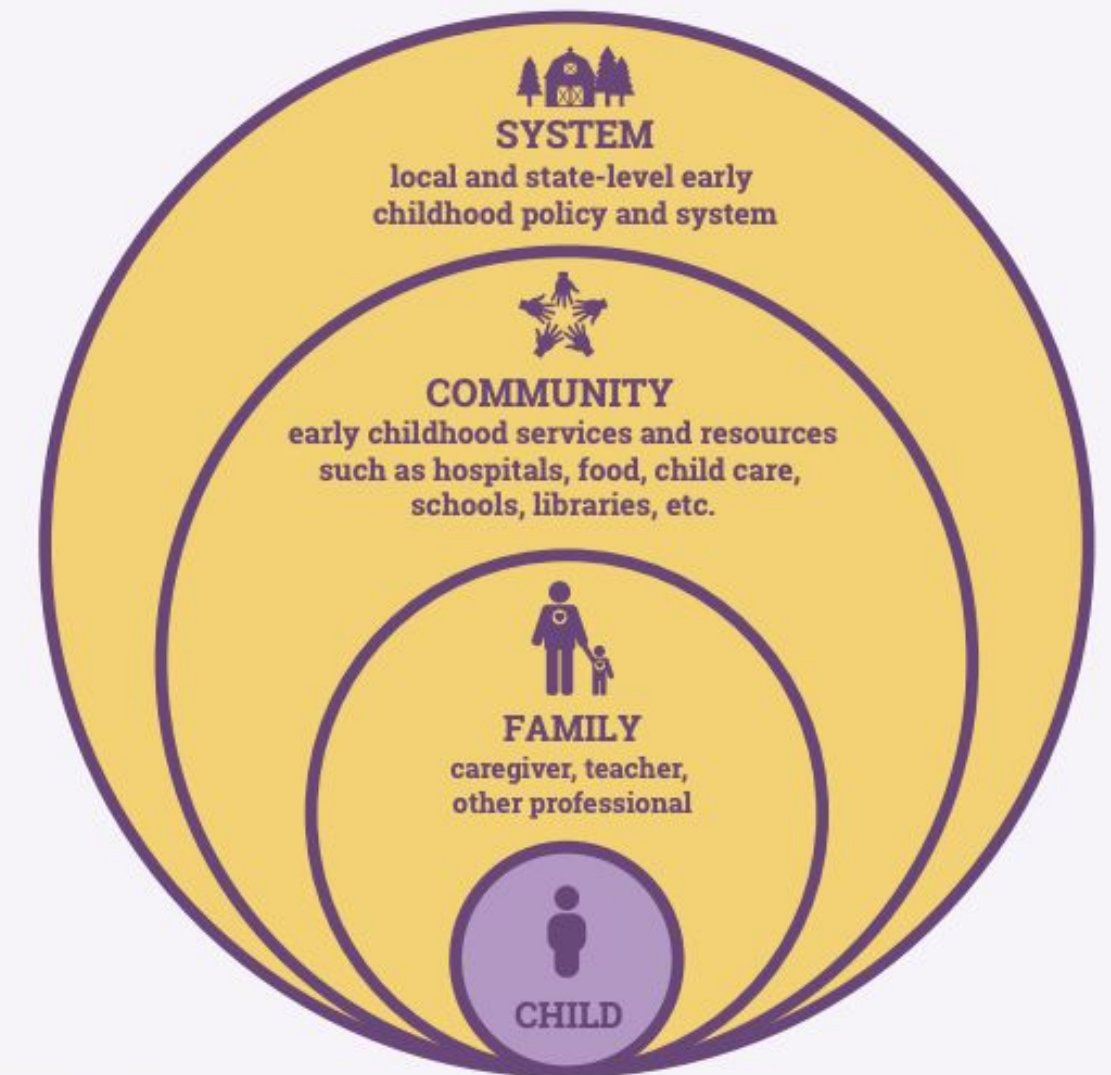 SYSTEM
local and state-level early
childhood policy and system
COMMUNITY
early childhood services and resources
such as hospitals, food, child care,
schools, libraries, etc.
FAMILY
caregiver, teacher,
other professional
CHILD